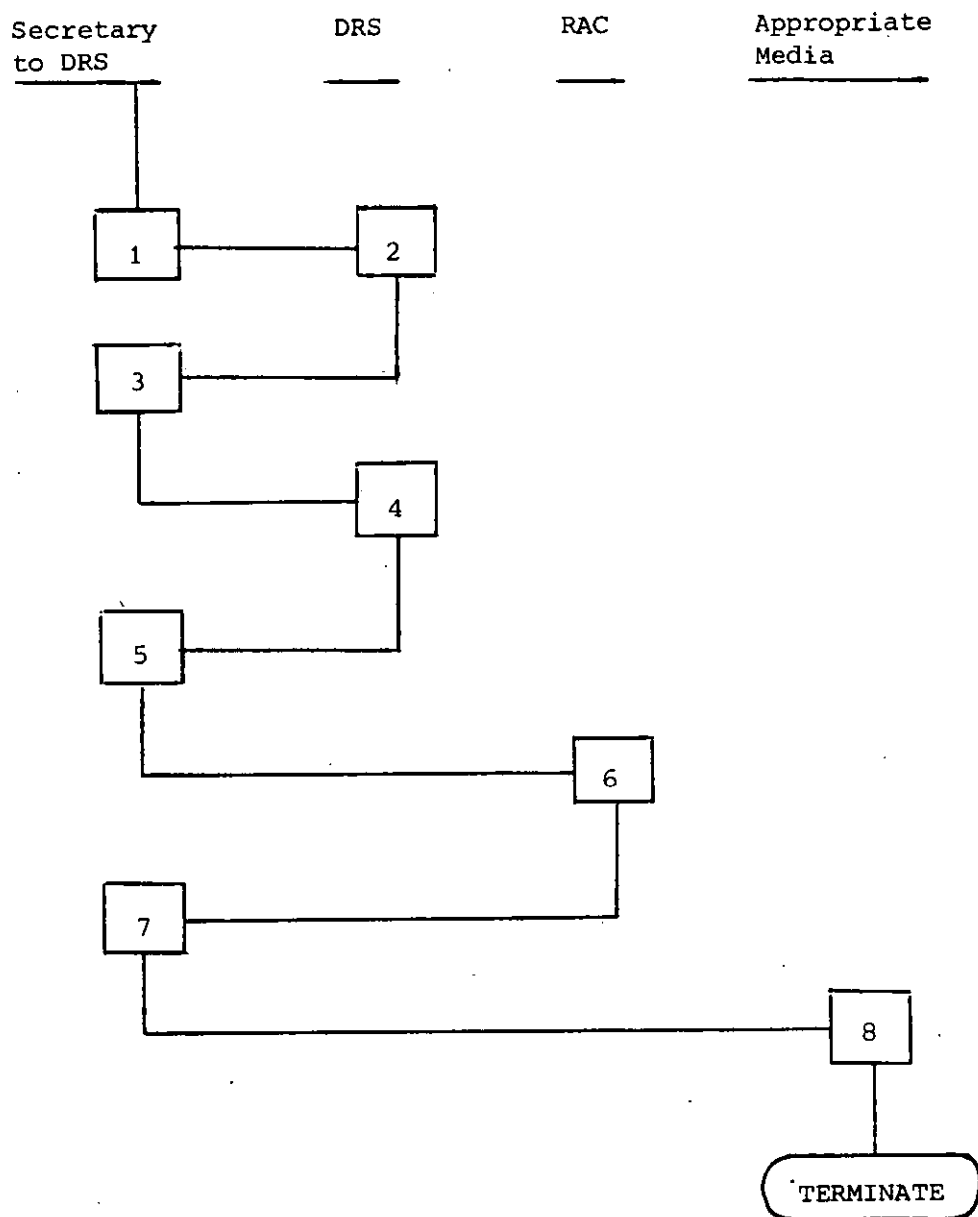 Secretary
to DRS
DRS
RAC
Appropriate
Media
1
2
3
4
5
6
7
8
TERMINATE